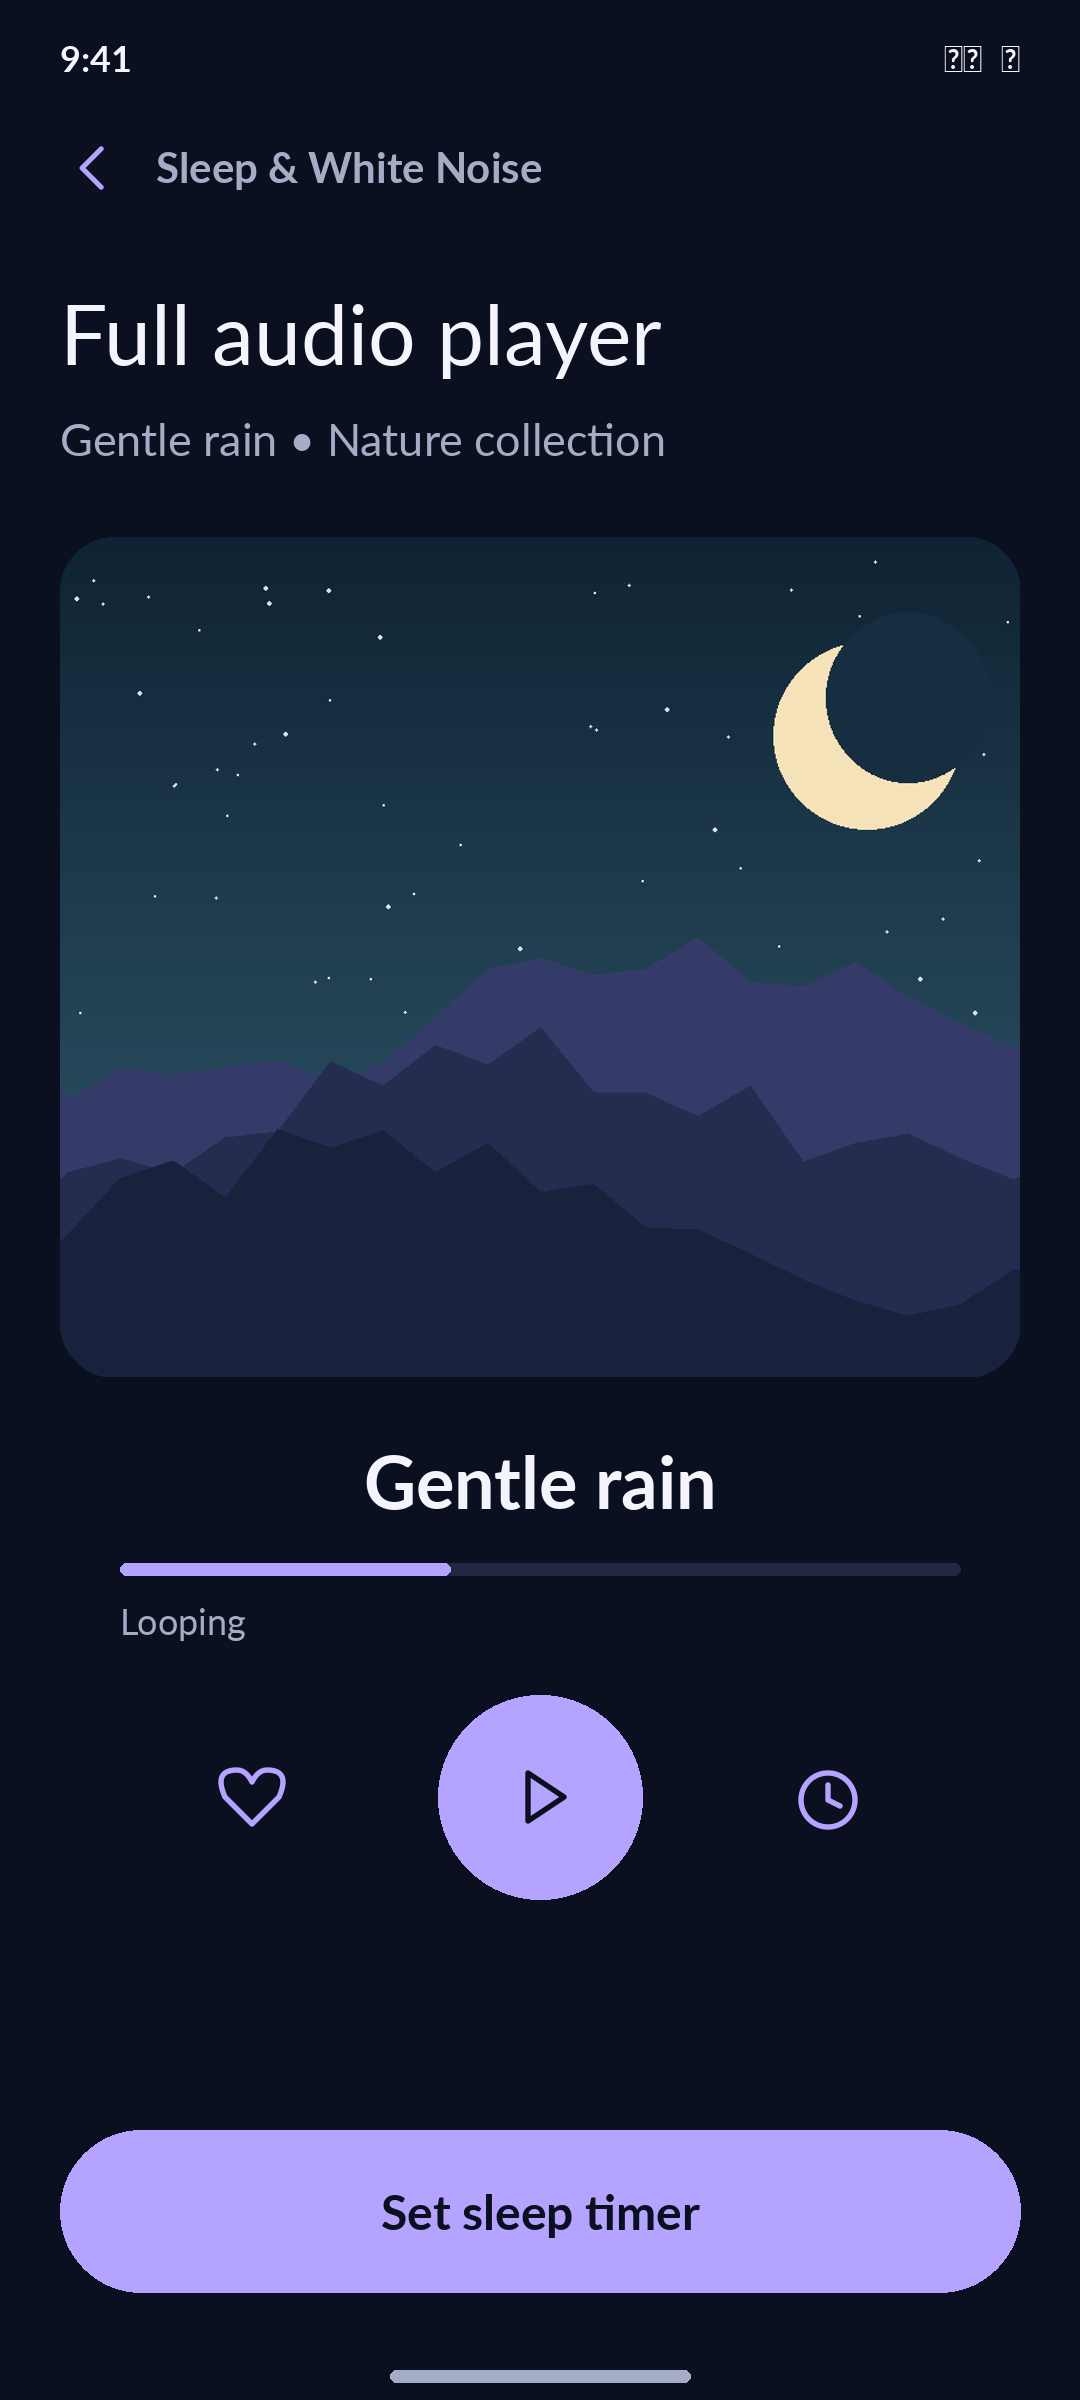 9:41
Sleep & White Noise
Full audio player
Gentle rain • Nature collection
Gentle rain
Looping
Set sleep timer